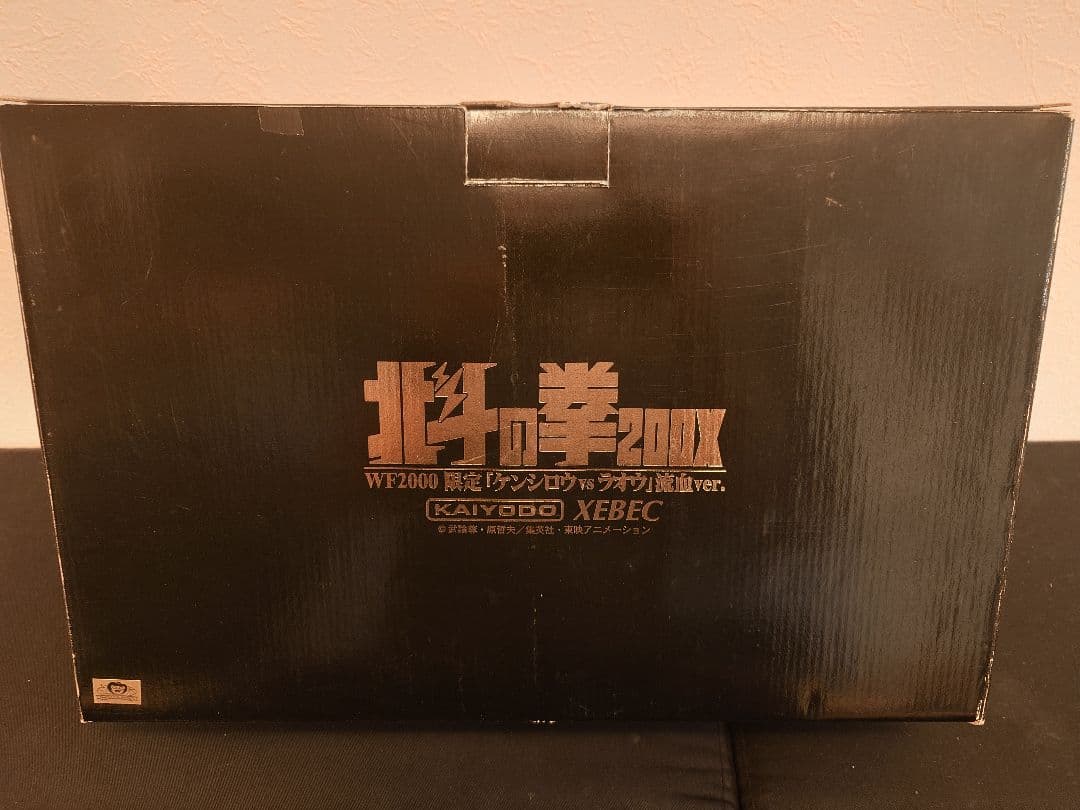 北斗の拳200X
WF2000 限定「ケンシロウvsラオウ」流血ver.
KAIYODO XEBEC
©武論尊・原哲夫／集英社・東映アニメーション